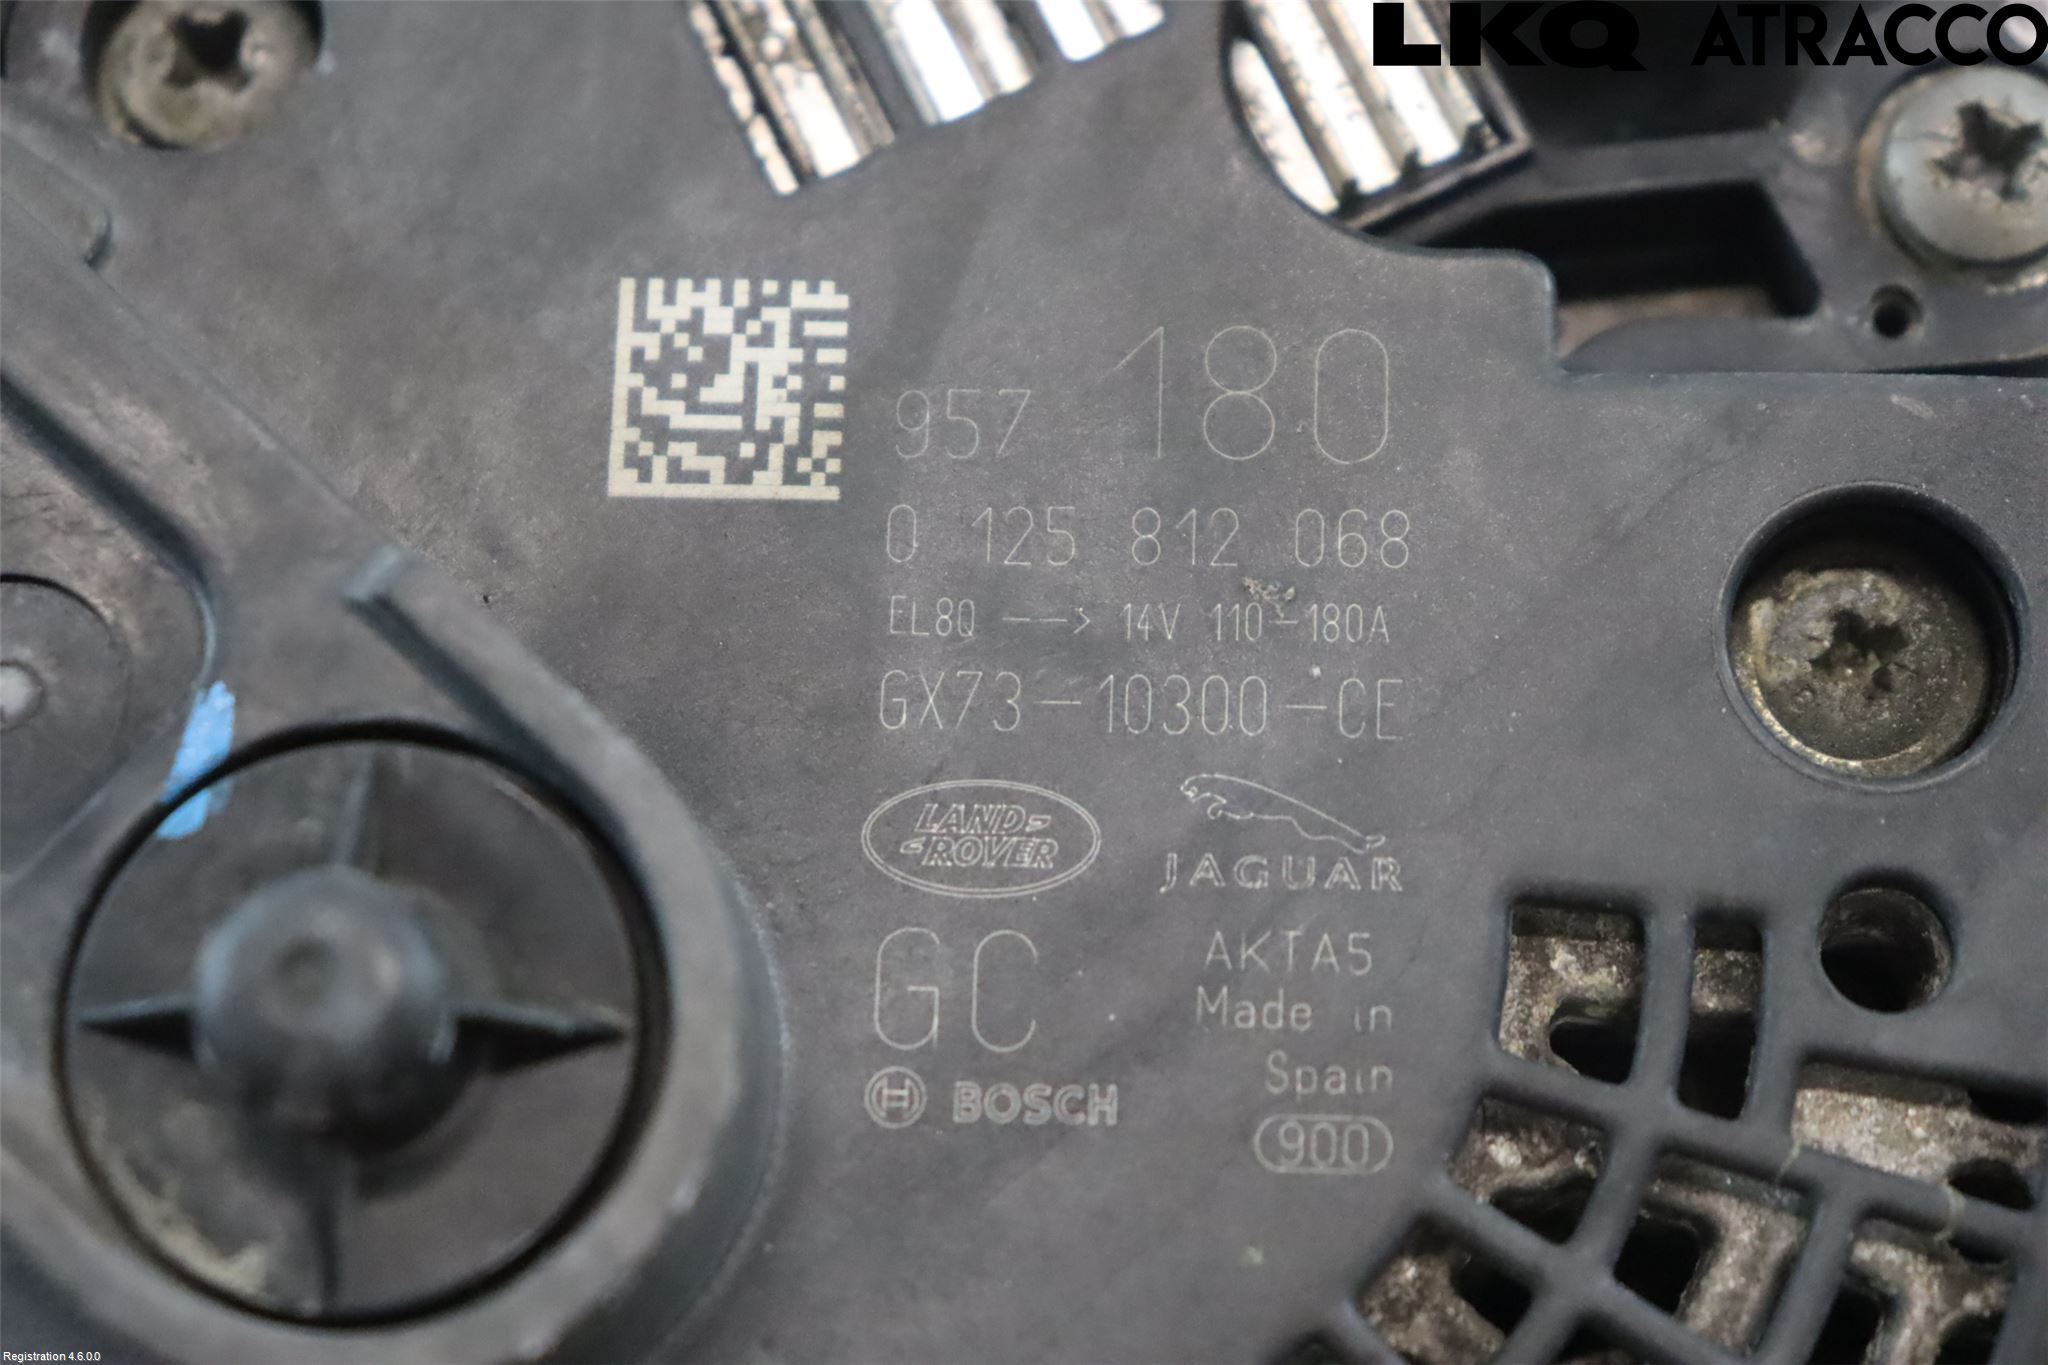 LKQ ATRACCO
957 180
0 125 812 068
EL8Q --> 14V 110-180A
GX73-10300-CE
LAND-
-ROVER
JAGUAR
GC
AKTA5
Made in
Spain
BOSCH
900
Registration 4.6.0.0